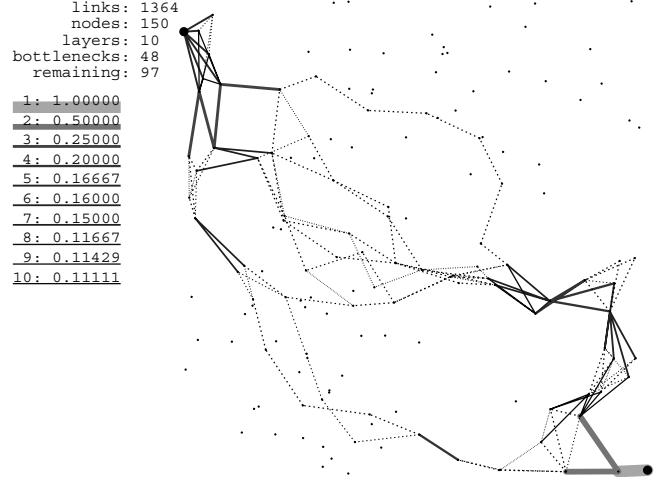 links: 1364
nodes: 150
layers: 10
bottlenecks: 48
remaining: 97
1: 1.00000
2: 0.50000
3: 0.25000
4: 0.20000
5: 0.16667
6: 0.16000
7: 0.15000
8: 0.11667
9: 0.11429
10: 0.11111